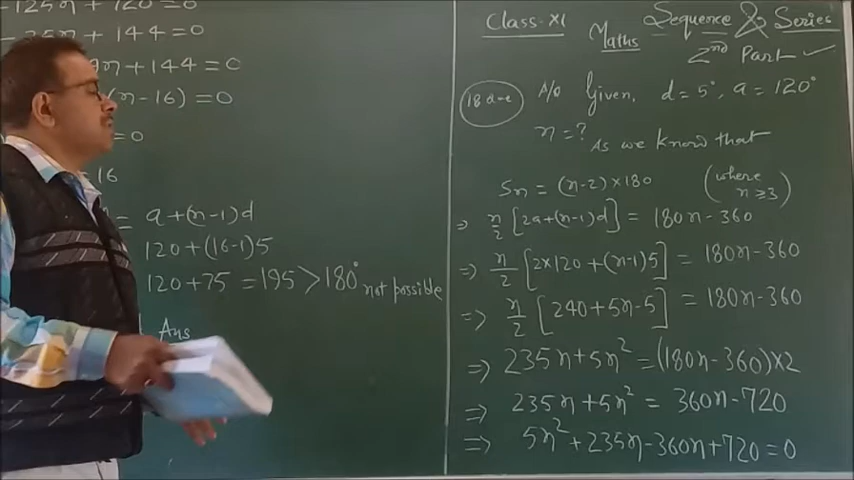 125n + 720 = 0
25n + 144 = 0
9n + 144 = 0
(n-16) = 0
= 0
= 16
= a+(n-1)d
120+(16-1)5
120+75 = 195 > 180° not possible
Ans
Class-XI Maths Sequence & Series
2nd Part
18 Given, d = 5°, a = 120°
n = ? As we know that
Sn = (n-2)×180 (where n≥3)
⇒ n/2 [2a+(n-1)d] = 180n-360
⇒ n/2 [2×120+(n-1)5] = 180n-360
⇒ n/2 [240+5n-5] = 180n-360
⇒ 235n+5n² = (180n-360)×2
⇒ 235n+5n² = 360n-720
⇒ 5n²+235n-360n+720=0